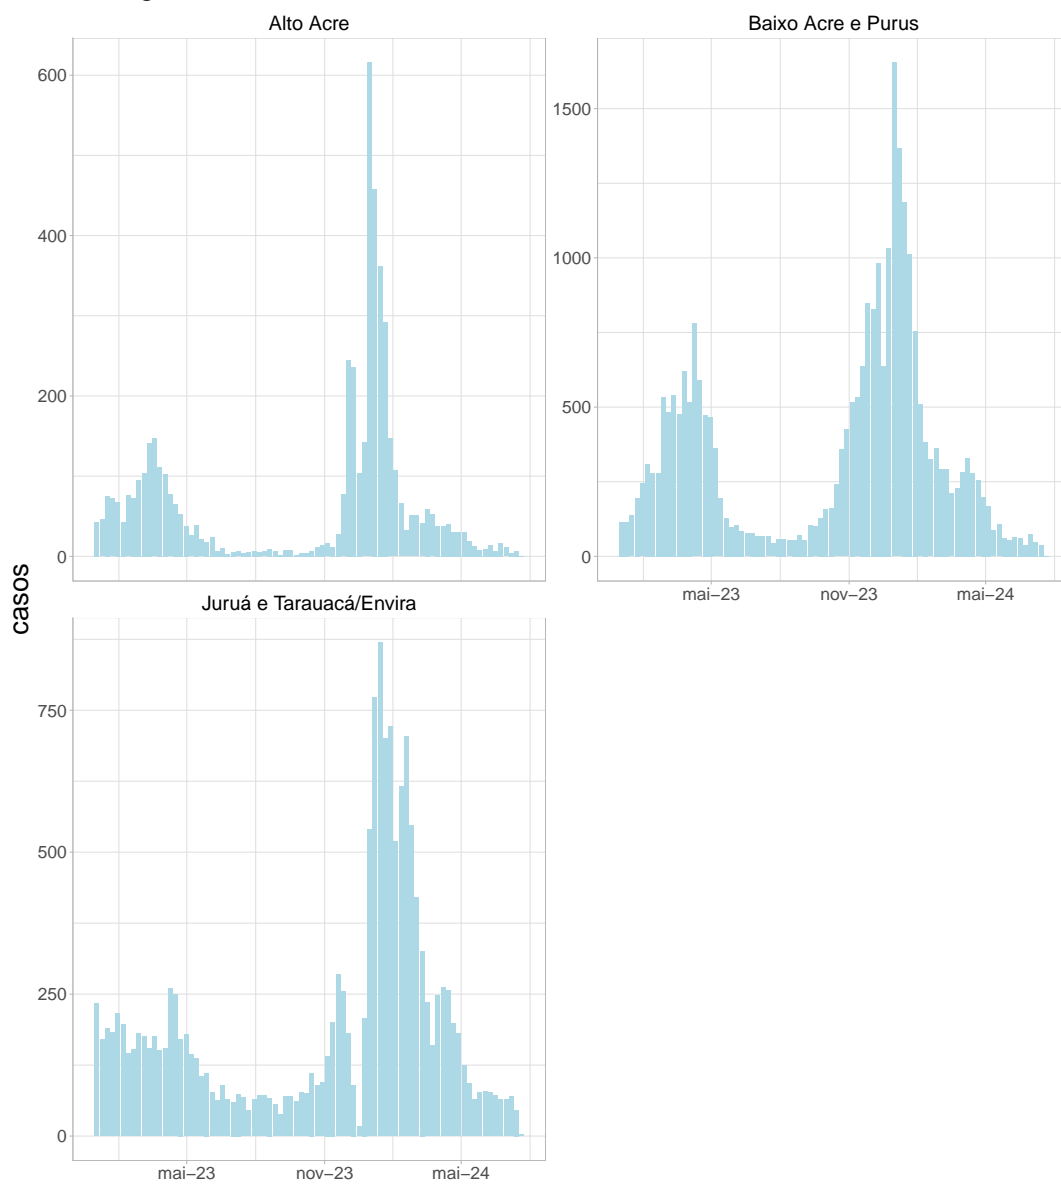 Alto Acre
Baixo Acre e Purus
600
400
200
0
1500
1000
500
0
mai–23
nov–23
mai–24
casos
Juruá e Tarauacá/Envira
750
500
250
0
mai–23
nov–23
mai–24